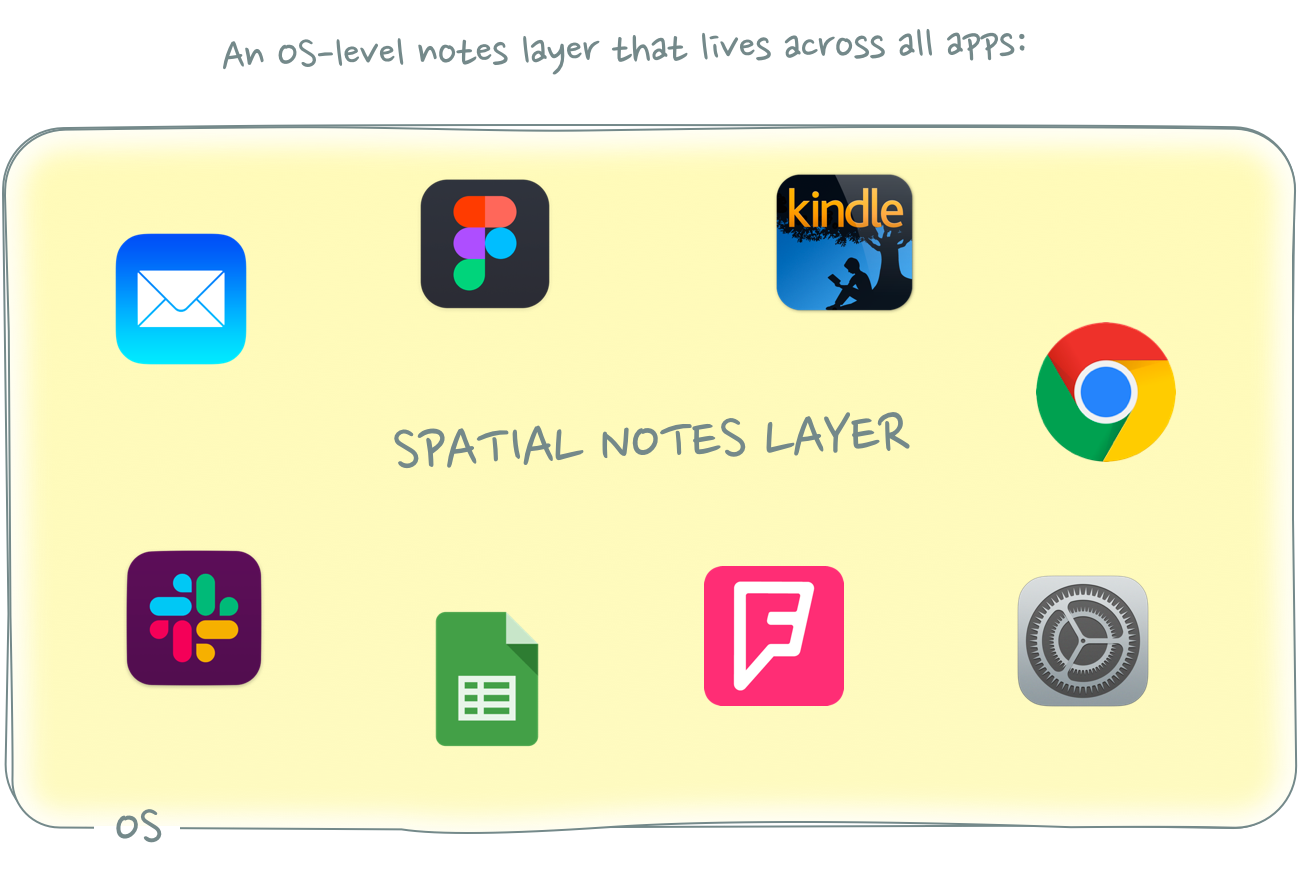 An OS-level notes layer that lives across all apps:
kindle
SPATIAL NOTES LAYER
OS